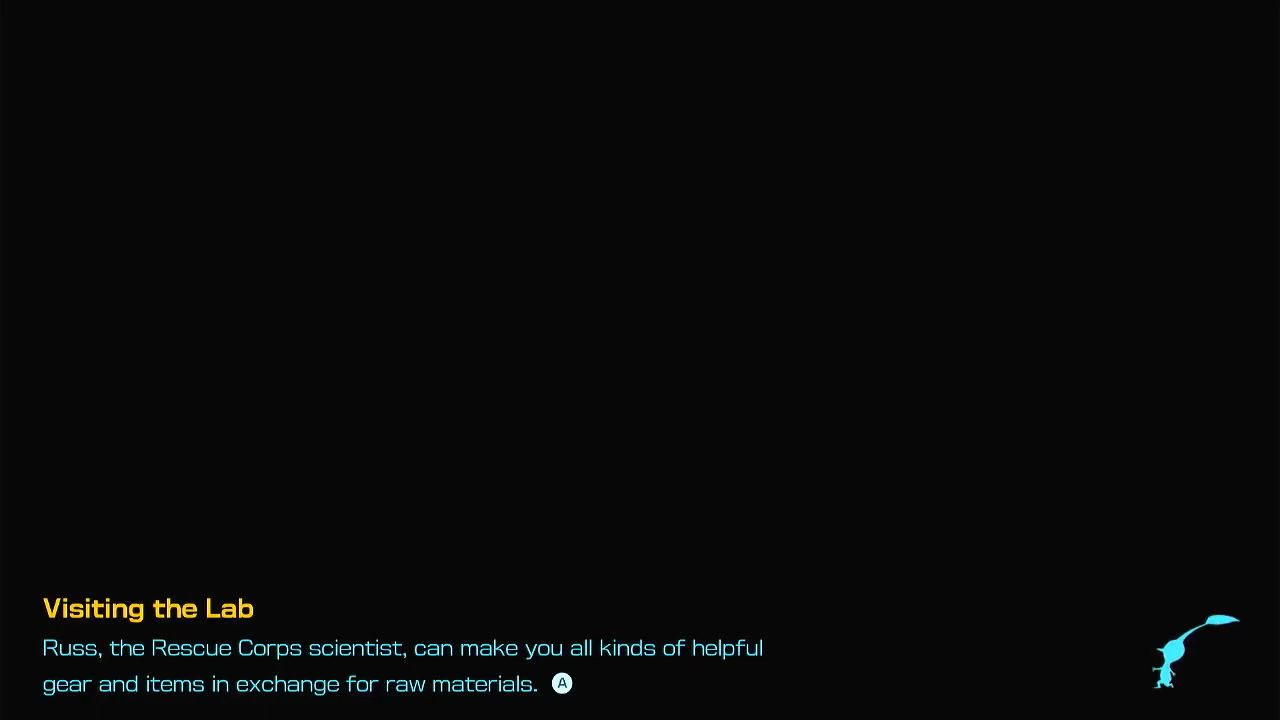 Visiting the Lab
Russ, the Rescue Corps scientist, can make you all kinds of helpful
gear and items in exchange for raw materials. A